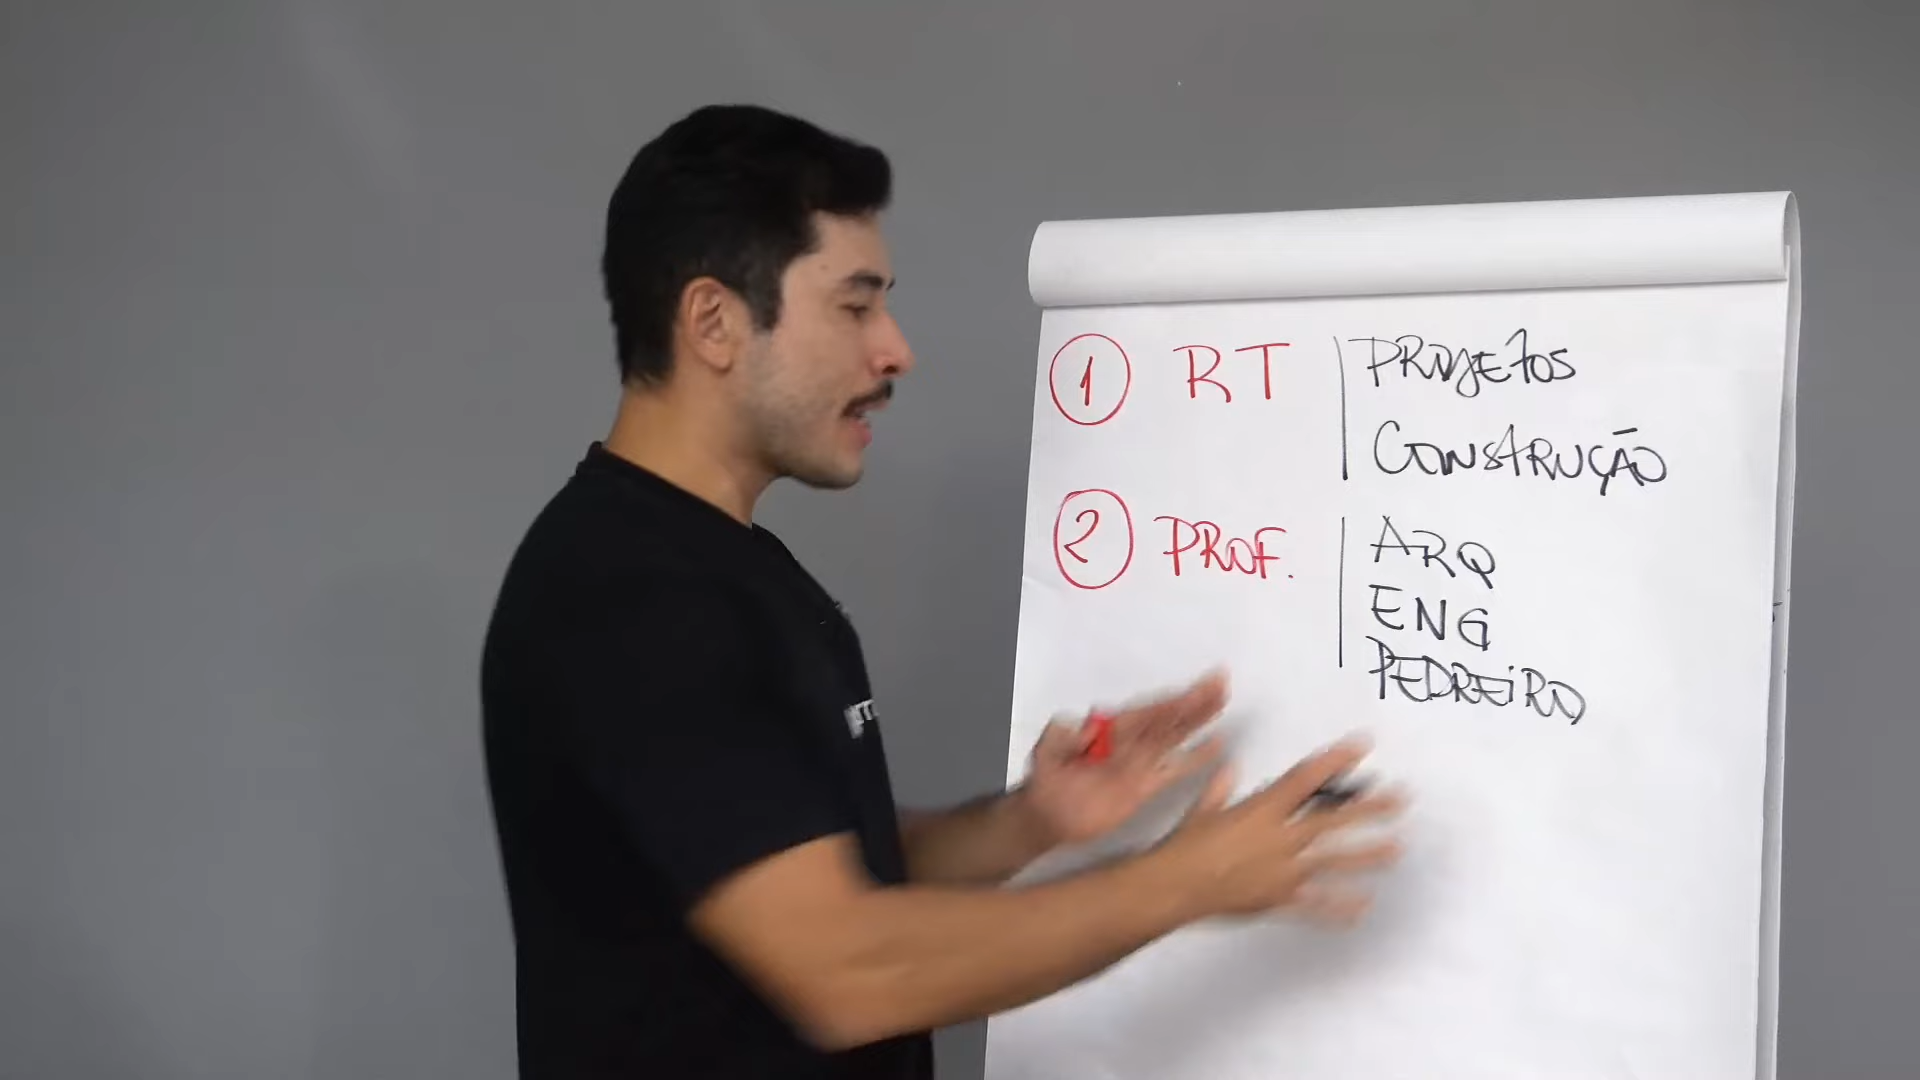 1 RT PROJETOS
CONSTRUÇÃO
2 PROF. ARQ
ENG
PEDREIRO